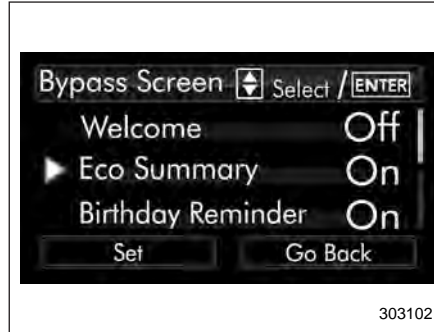 Bypass Screen Select / ENTER
Welcome Off
Eco Summary On
Birthday Reminder On
Set Go Back
303102